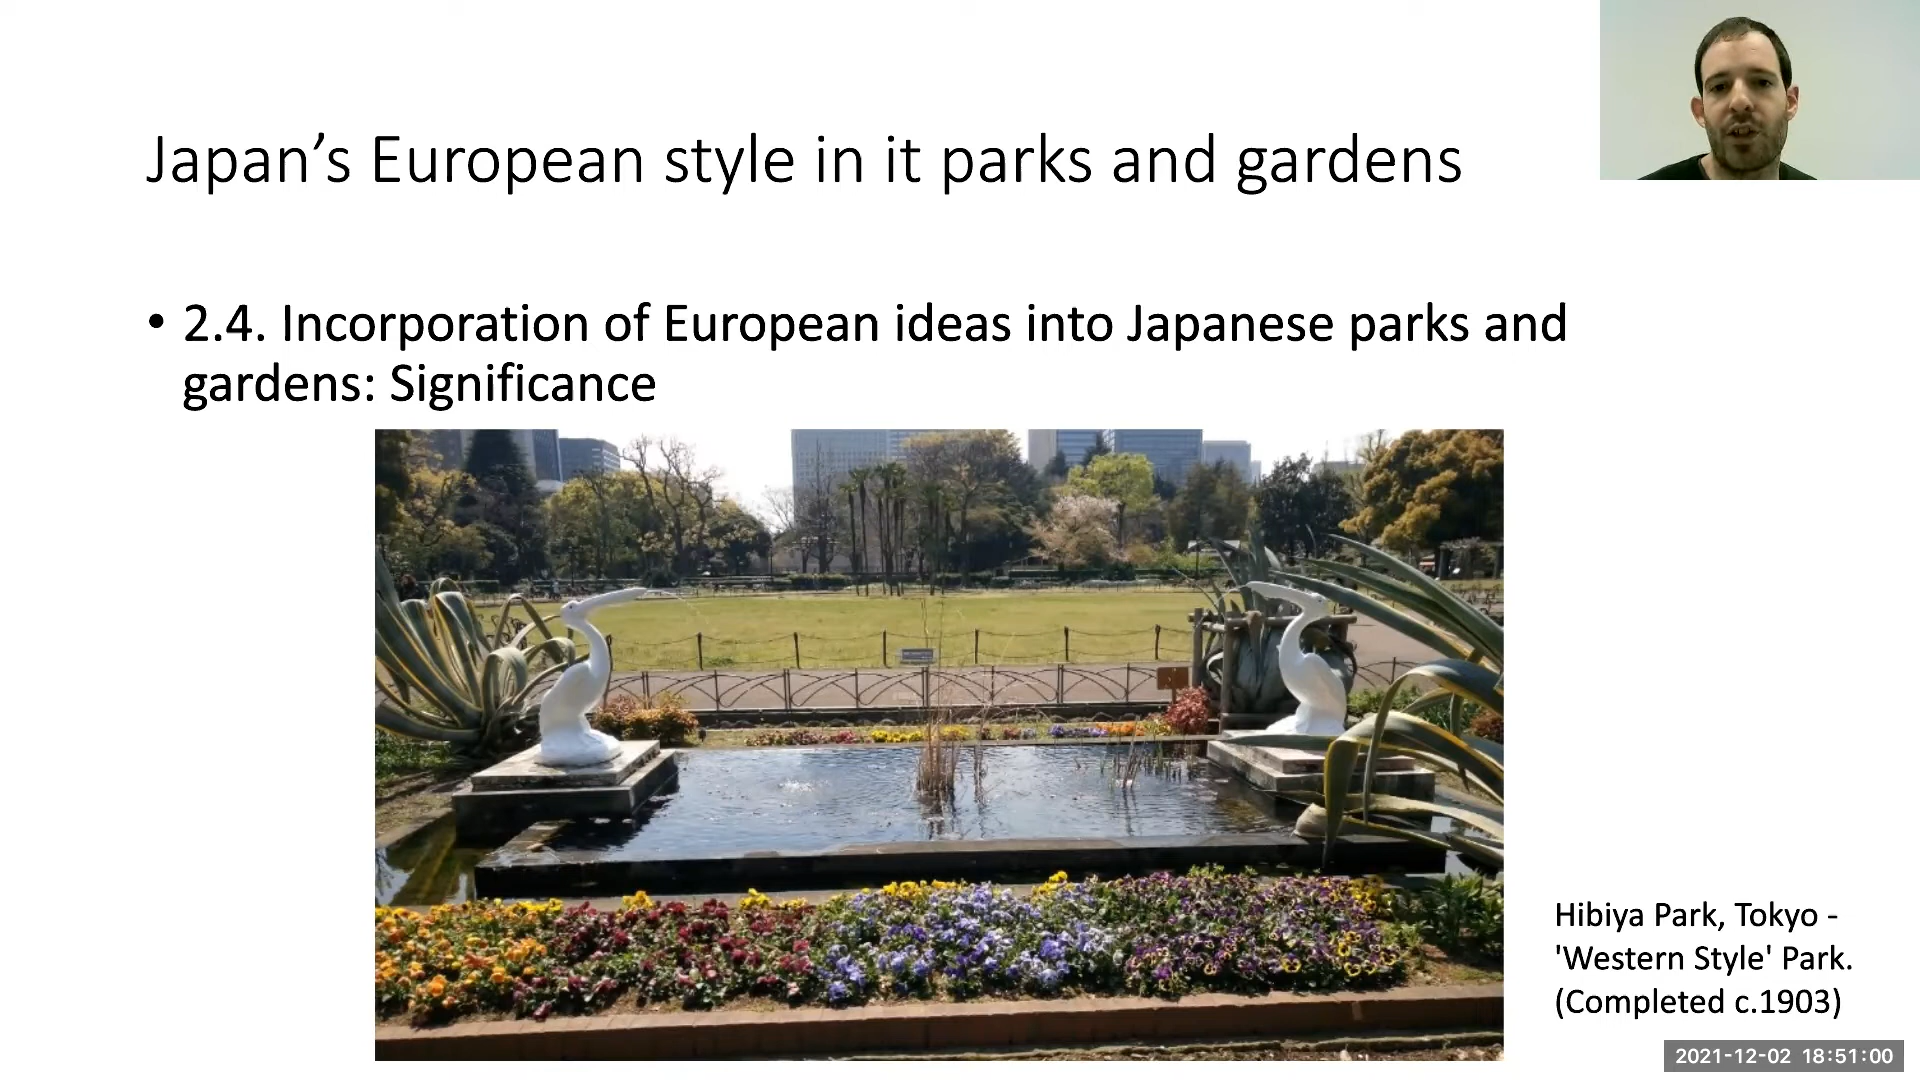 Japan’s European style in it parks and gardens
• 2.4. Incorporation of European ideas into Japanese parks and
gardens: Significance
Hibiya Park, Tokyo -
'Western Style' Park.
(Completed c.1903)
2021-12-02 18:51:00